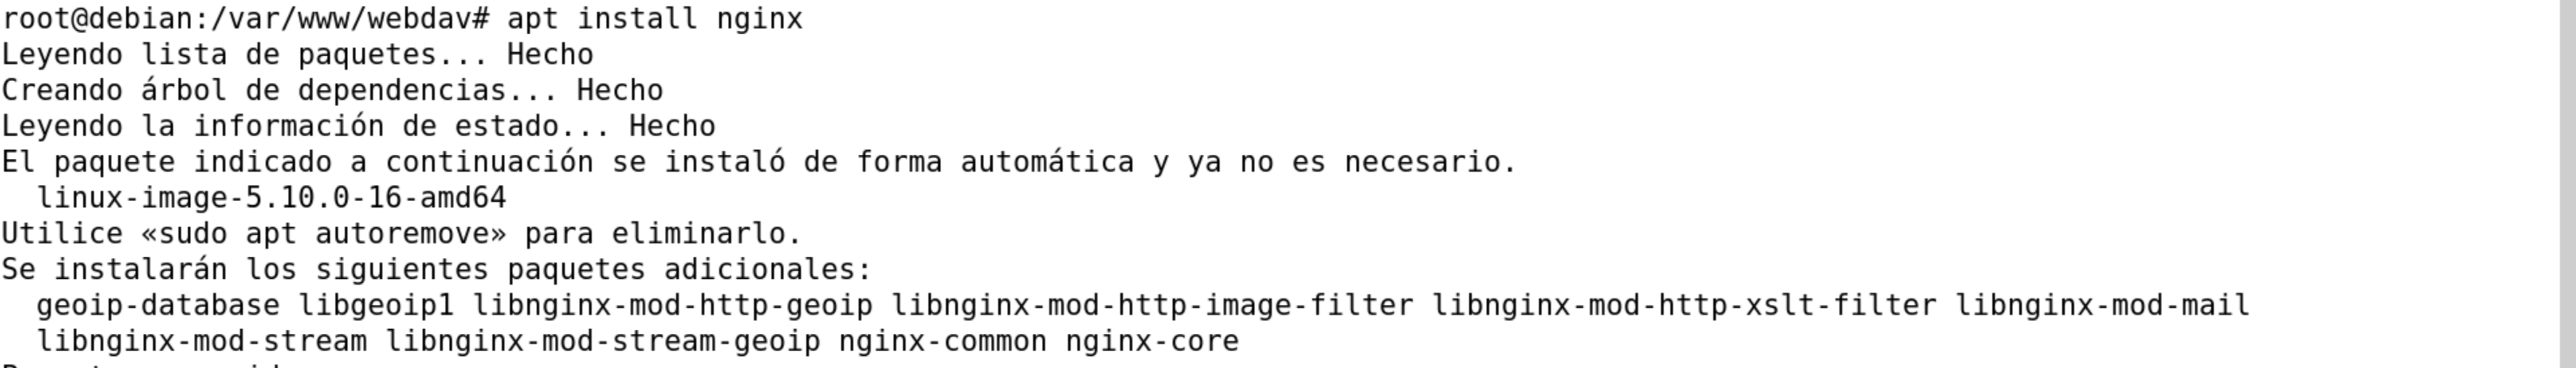 root@debian:/var/www/webdav# apt install nginx
Leyendo lista de paquetes... Hecho
Creando árbol de dependencias... Hecho
Leyendo la información de estado... Hecho
El paquete indicado a continuación se instaló de forma automática y ya no es necesario.
  linux-image-5.10.0-16-amd64
Utilice «sudo apt autoremove» para eliminarlo.
Se instalarán los siguientes paquetes adicionales:
  geoip-database libgeoip1 libnginx-mod-http-geoip libnginx-mod-http-image-filter libnginx-mod-http-xslt-filter libnginx-mod-mail
  libnginx-mod-stream libnginx-mod-stream-geoip nginx-common nginx-core